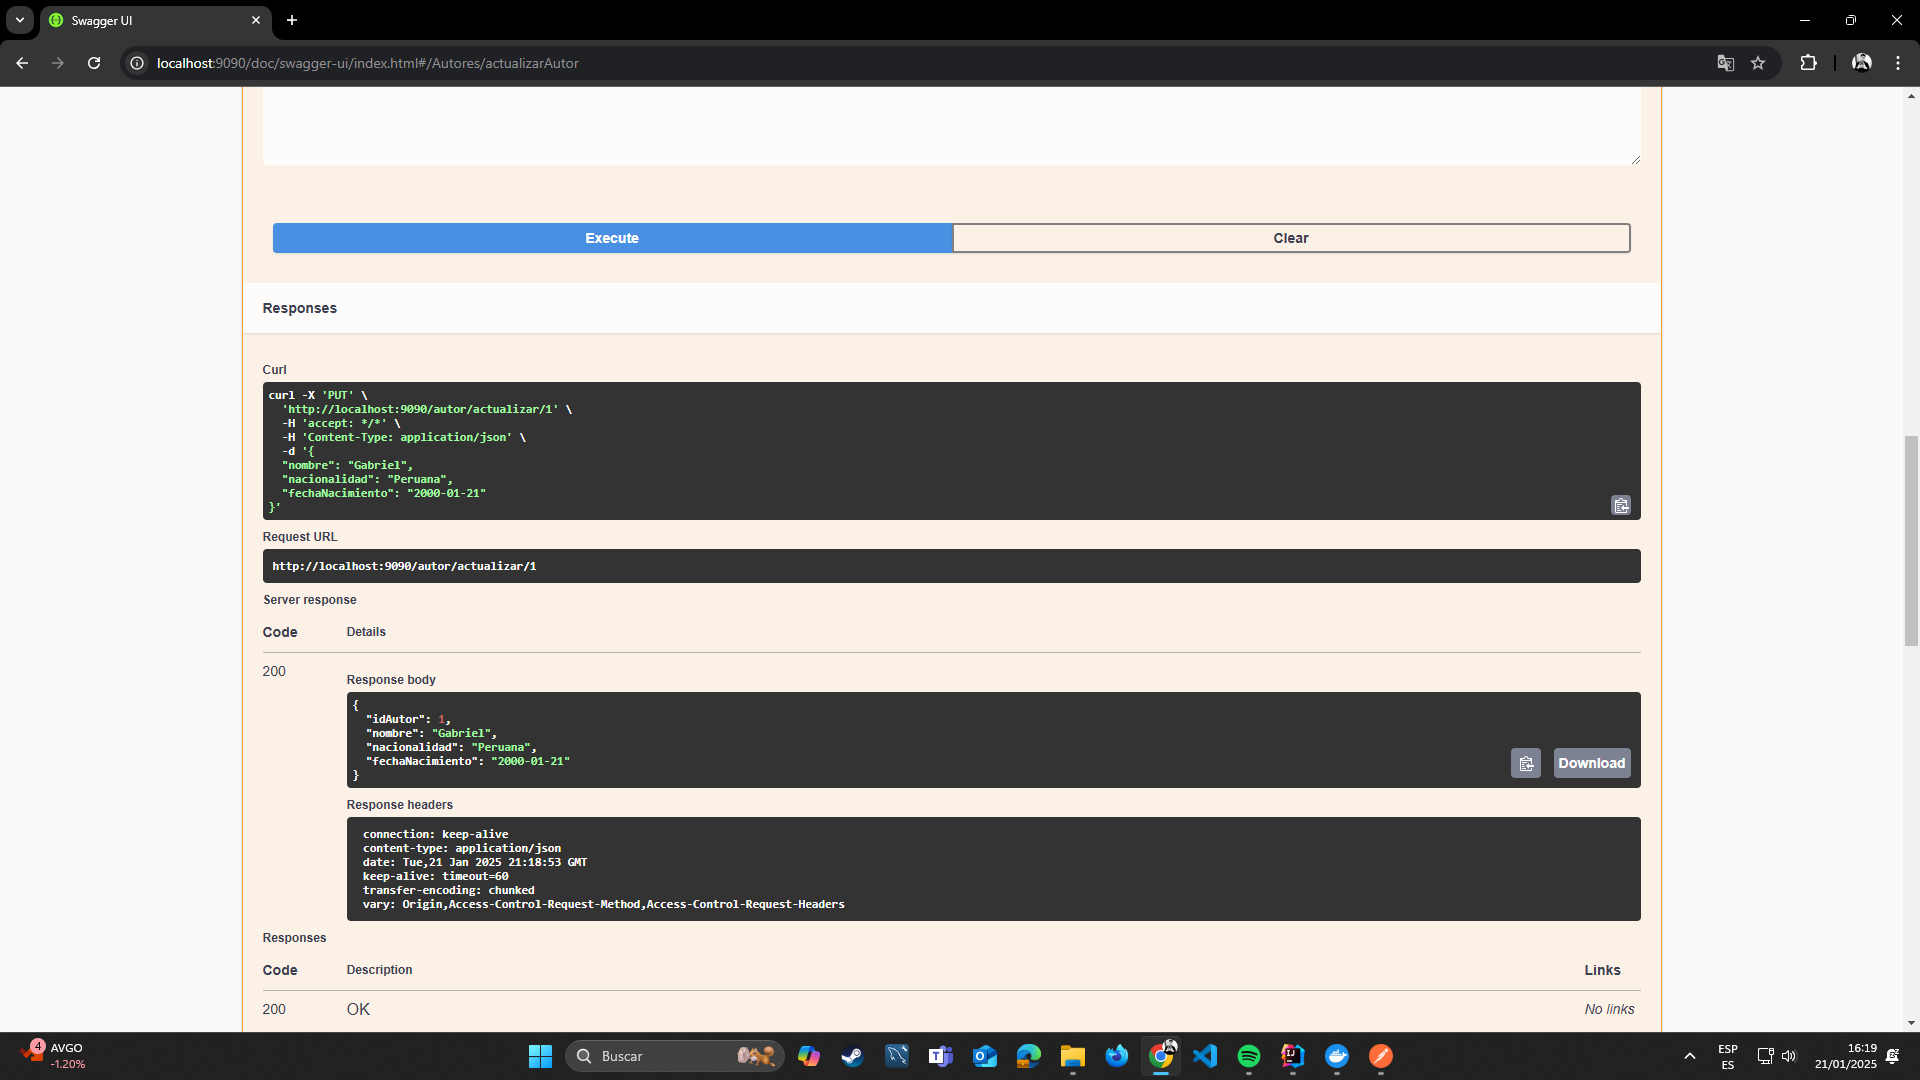 Swagger UI
localhost:9090/doc/swagger-ui/index.html#/Autores/actualizarAutor
Execute
Clear
Responses
Curl
curl -X 'PUT' \
'http://localhost:9090/autor/actualizar/1' \
-H 'accept: */*' \
-H 'Content-Type: application/json' \
-d '{
"nombre": "Gabriel",
"nacionalidad": "Peruana",
"fechaNacimiento": "2000-01-21"
}'
Request URL
http://localhost:9090/autor/actualizar/1
Server response
Code Details
200
Response body
{
"idAutor": 1,
"nombre": "Gabriel",
"nacionalidad": "Peruana",
"fechaNacimiento": "2000-01-21"
}
Download
Response headers
connection: keep-alive
content-type: application/json
date: Tue,21 Jan 2025 21:18:53 GMT
keep-alive: timeout=60
transfer-encoding: chunked
vary: Origin,Access-Control-Request-Method,Access-Control-Request-Headers
Responses
Code Description Links
200 OK No links
4
AVGO
-1.20%
Buscar
ESP
ES
16:19
21/01/2025